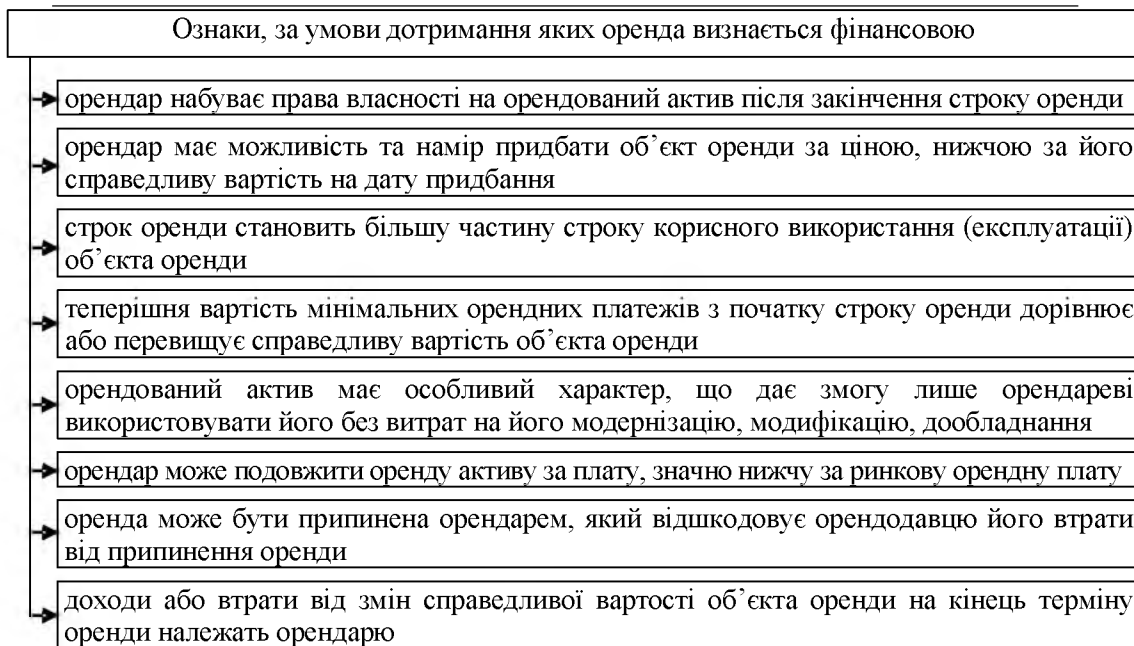 Ознаки, за умови дотримання яких оренда визнається фінансовою
орендар набуває права власності на орендований актив після закінчення строку оренди
орендар має можливість та намір придбати об’єкт оренди за ціною, нижчою за його
справедливу вартість на дату придбання
строк оренди становить більшу частину строку корисного використання (експлуатації)
об’єкта оренди
теперішня вартість мінімальних орендних платежів з початку строку оренди дорівнює
або перевищує справедливу вартість об’єкта оренди
орендований актив має особливий характер, що дає змогу лише орендареві
використовувати його без витрат на його модернізацію, модифікацію, дообладнання
орендар може подовжити оренду активу за плату, значно нижчу за ринкову орендну плату
оренда може бути припинена орендарем, який відшкодовує орендодавцю його втрати
від припинення оренди
доходи або втрати від змін справедливої вартості об’єкта оренди на кінець терміну
оренди належать орендарю